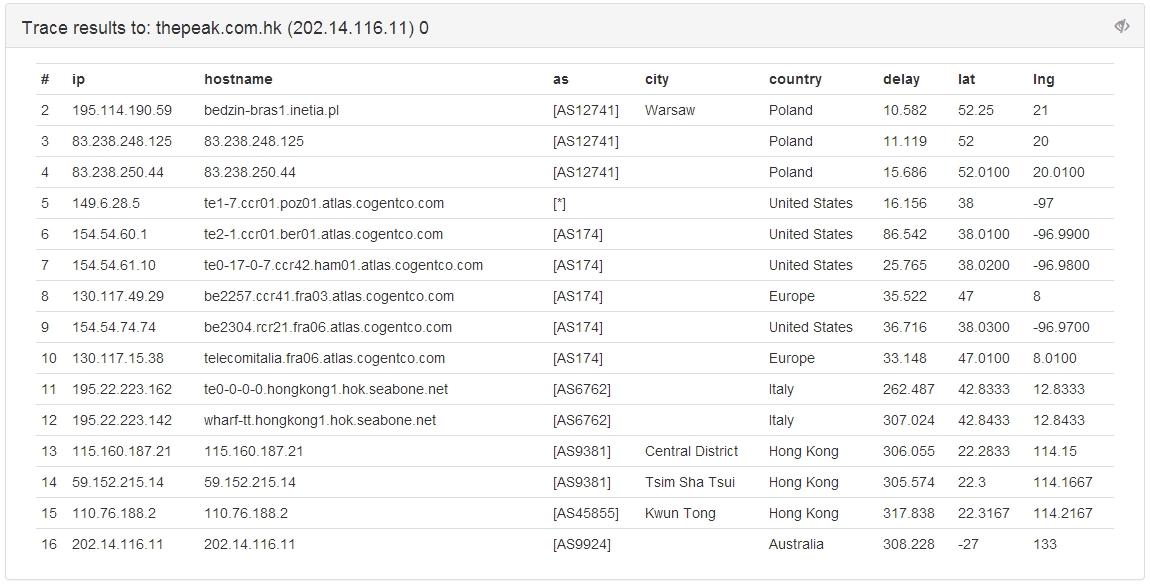 Trace results to: thepeak.com.hk (202.14.116.11) 0
# ip hostname as city country delay lat lng
2 195.114.190.59 bedzin-bras1.inetia.pl [AS12741] Warsaw Poland 10.582 52.25 21
3 83.238.248.125 83.238.248.125 [AS12741] Poland 11.119 52 20
4 83.238.250.44 83.238.250.44 [AS12741] Poland 15.686 52.0100 20.0100
5 149.6.28.5 te1-7.ccr01.poz01.atlas.cogentco.com [*] United States 16.156 38 -97
6 154.54.60.1 te2-1.ccr01.ber01.atlas.cogentco.com [AS174] United States 86.542 38.0100 -96.9900
7 154.54.61.10 te0-17-0-7.ccr42.ham01.atlas.cogentco.com [AS174] United States 25.765 38.0200 -96.9800
8 130.117.49.29 be2257.ccr41.fra03.atlas.cogentco.com [AS174] Europe 35.522 47 8
9 154.54.74.74 be2304.rcr21.fra06.atlas.cogentco.com [AS174] United States 36.716 38.0300 -96.9700
10 130.117.15.38 telecomitalia.fra06.atlas.cogentco.com [AS174] Europe 33.148 47.0100 8.0100
11 195.22.223.162 te0-0-0-0.hongkong1.hok.seabone.net [AS6762] Italy 262.487 42.8333 12.8333
12 195.22.223.142 wharf-tt.hongkong1.hok.seabone.net [AS6762] Italy 307.024 42.8433 12.8433
13 115.160.187.21 115.160.187.21 [AS9381] Central District Hong Kong 306.055 22.2833 114.15
14 59.152.215.14 59.152.215.14 [AS9381] Tsim Sha Tsui Hong Kong 305.574 22.3 114.1667
15 110.76.188.2 110.76.188.2 [AS45855] Kwun Tong Hong Kong 317.838 22.3167 114.2167
16 202.14.116.11 202.14.116.11 [AS9924] Australia 308.228 -27 133